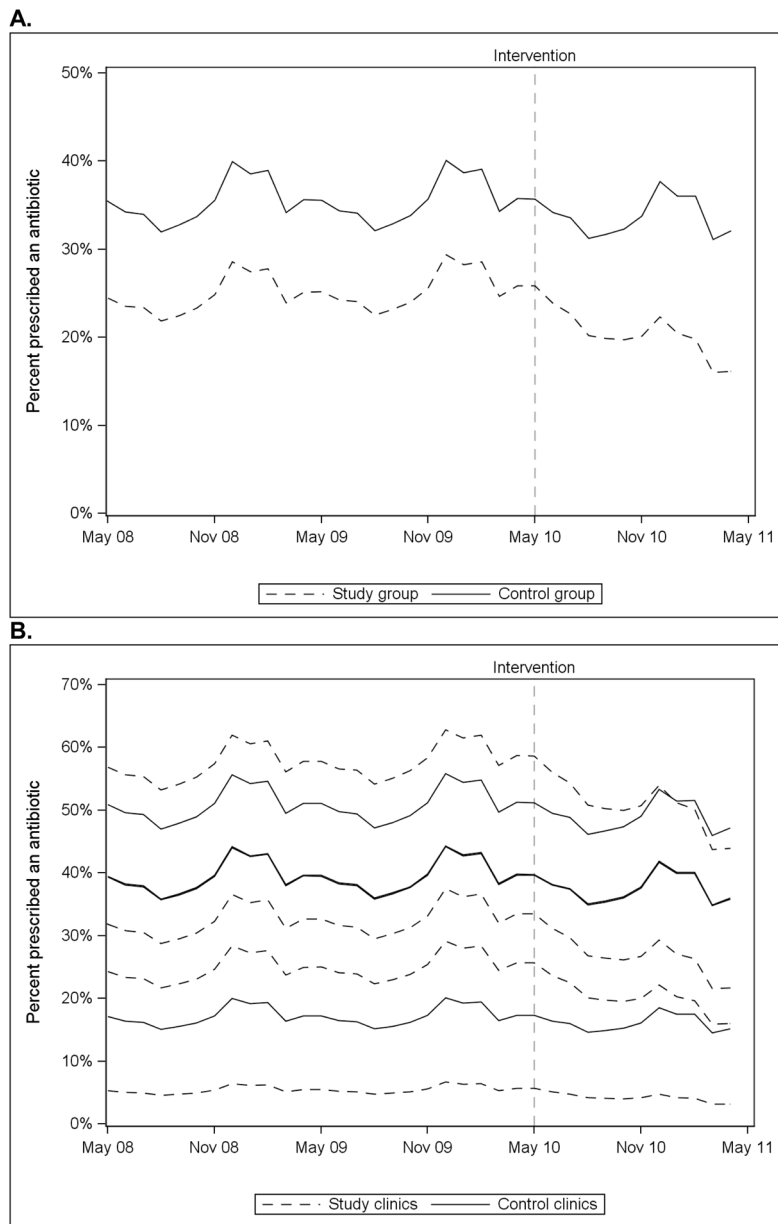 A.
Intervention
50%
40%
30%
20%
10%
0%
Percent prescribed an antibiotic
May 08 Nov 08 May 09 Nov 09 May 10 Nov 10 May 11
Study group Control group
B.
Intervention
70%
60%
50%
40%
30%
20%
10%
0%
Percent prescribed an antibiotic
May 08 Nov 08 May 09 Nov 09 May 10 Nov 10 May 11
Study clinics Control clinics